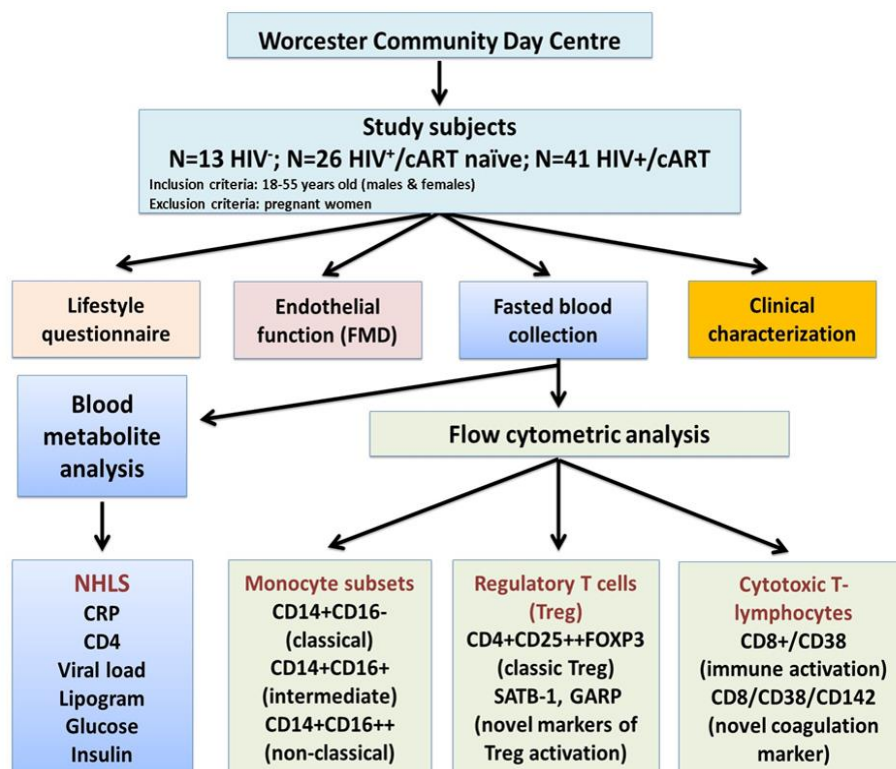 Worcester Community Day Centre
Study subjects
N=13 HIV⁻; N=26 HIV⁺/cART naïve; N=41 HIV+/cART
Inclusion criteria: 18-55 years old (males & females)
Exclusion criteria: pregnant women
Lifestyle
questionnaire
Endothelial
function (FMD)
Fasted blood
collection
Clinical
characterization
Blood
metabolite
analysis
Flow cytometric analysis
NHLS
CRP
CD4
Viral load
Lipogram
Glucose
Insulin
Monocyte subsets
CD14+CD16-
(classical)
CD14+CD16+
(intermediate)
CD14+CD16++
(non-classical)
Regulatory T cells
(Treg)
CD4+CD25++FOXP3
(classic Treg)
SATB-1, GARP
(novel markers of
Treg activation)
Cytotoxic T-
lymphocytes
CD8+/CD38
(immune activation)
CD8/CD38/CD142
(novel coagulation
marker)